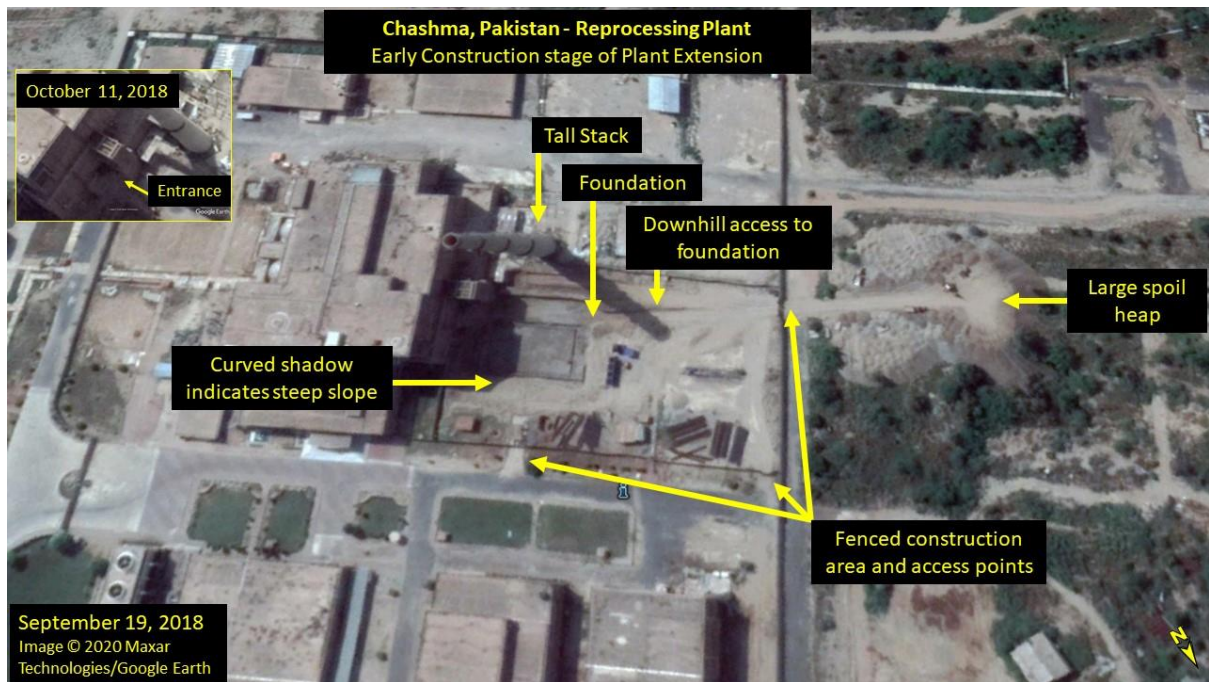 Chashma, Pakistan - Reprocessing Plant
Early Construction stage of Plant Extension
October 11, 2018
Entrance
Google Earth
Tall Stack
Foundation
Downhill access to
foundation
Large spoil
heap
Curved shadow
indicates steep slope
Fenced construction
area and access points
September 19, 2018
Image © 2020 Maxar
Technologies/Google Earth
N